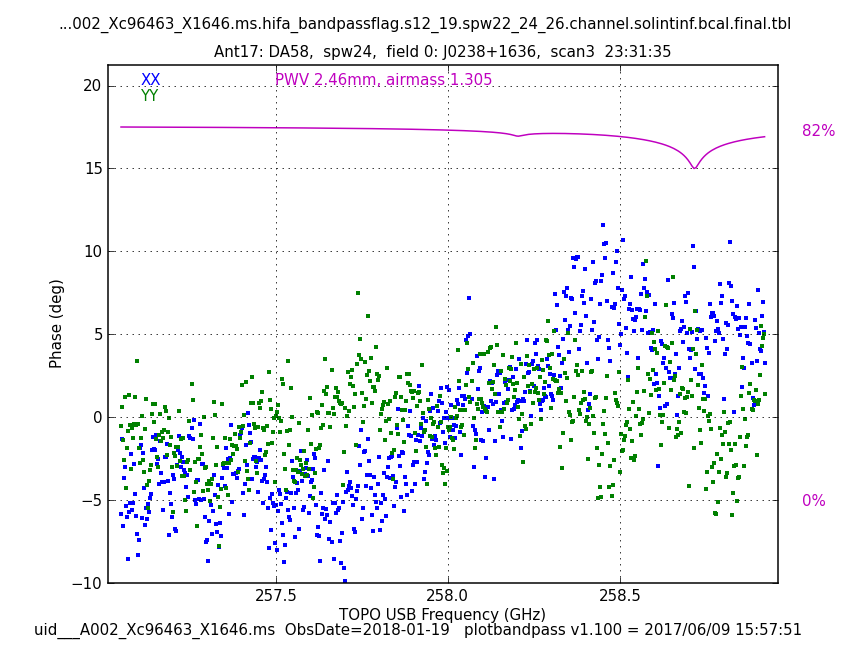 ...002_Xc96463_X1646.ms.hifa_bandpassflag.s12_19.spw22_24_26.channel.solintinf.bcal.final.tbl
Ant17: DA58,  spw24,  field 0: J0238+1636,  scan3  23:31:35
XX
PWV 2.46mm, airmass 1.305
YY
20
15
10
5
0
−5
−10
82%
0%
Phase (deg)
257.5
258.0
258.5
TOPO USB Frequency (GHz)
uid___A002_Xc96463_X1646.ms  ObsDate=2018-01-19   plotbandpass v1.100 = 2017/06/09 15:57:51